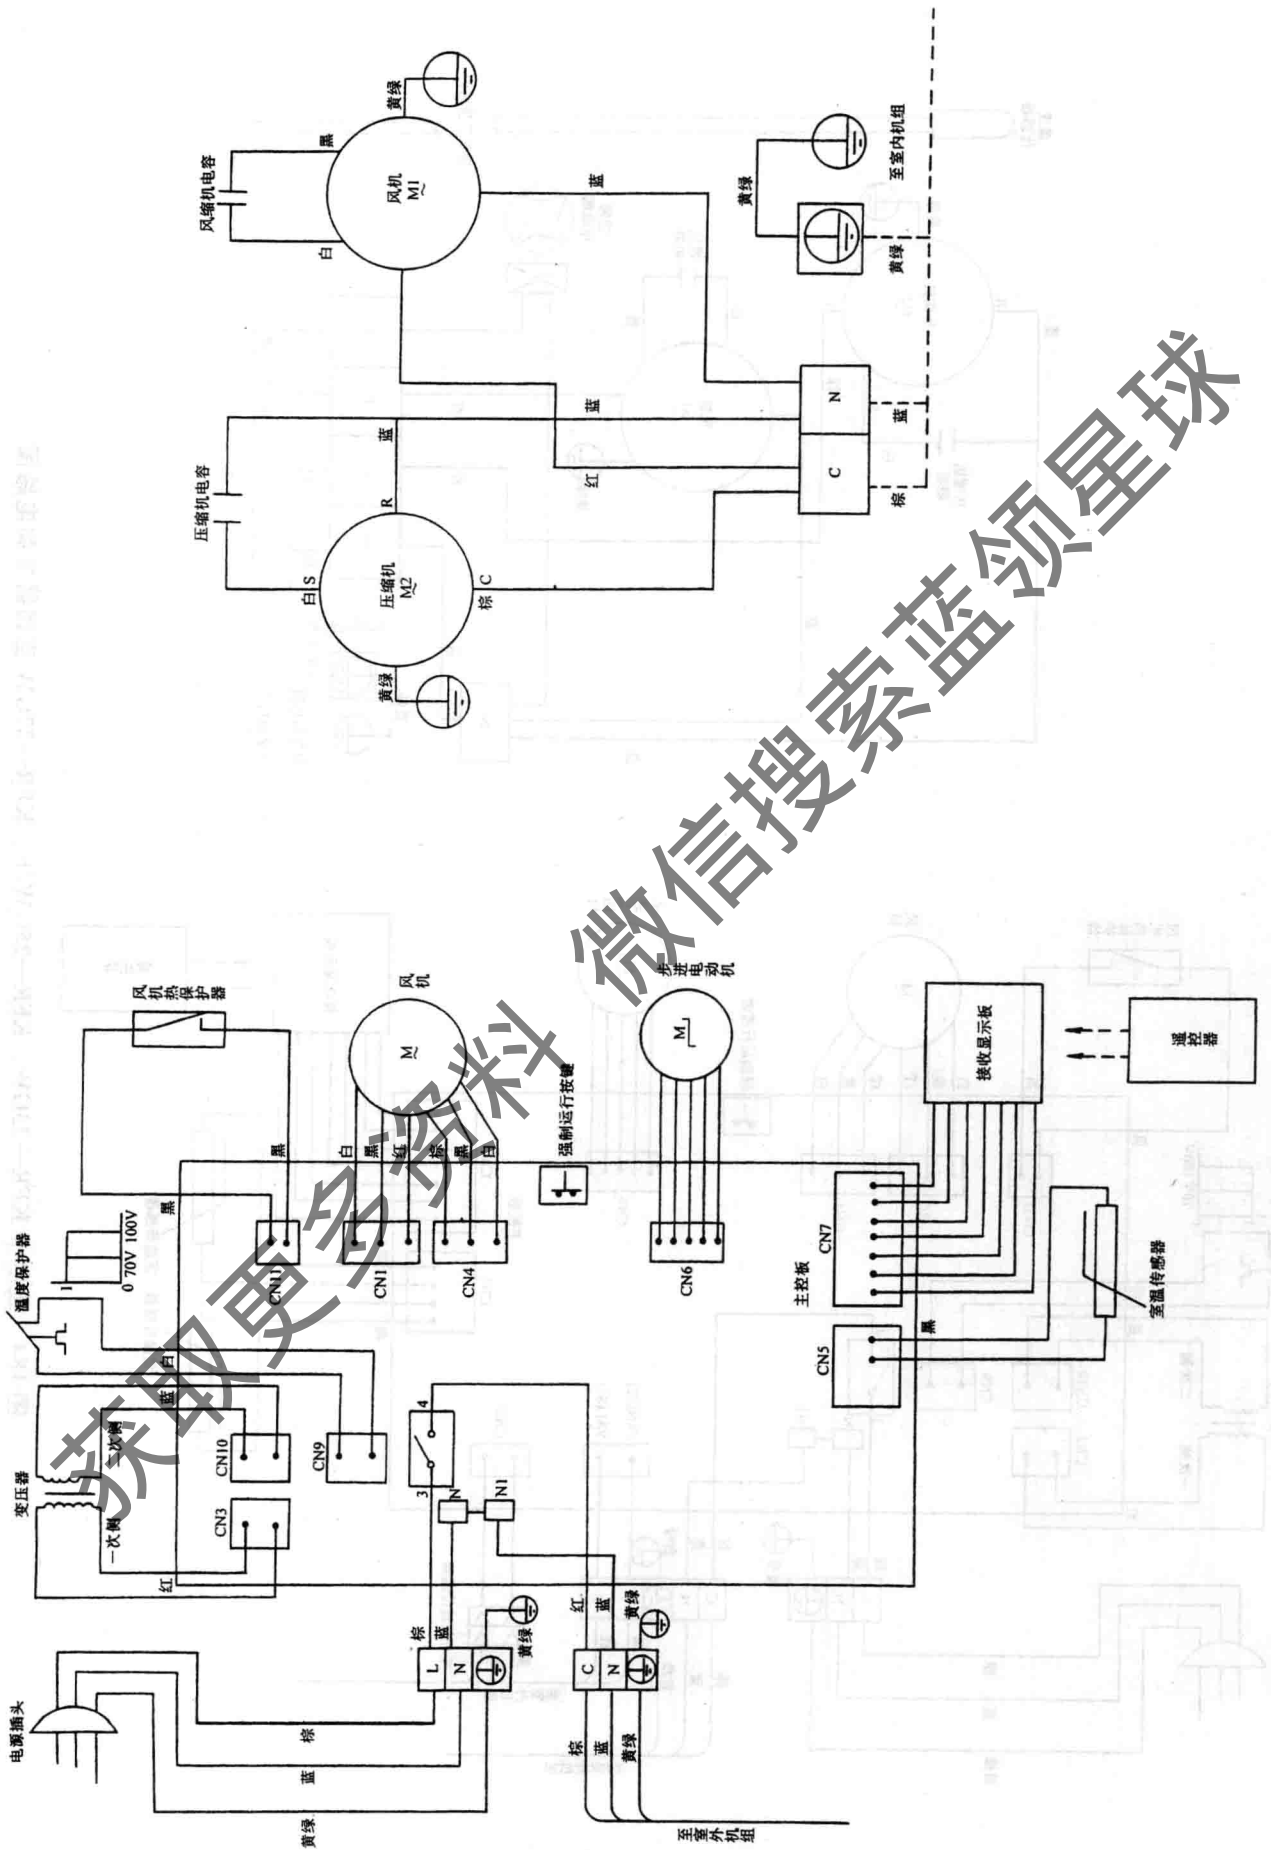 风缩机电容
白
黑
黄绿
风机
M1
~
蓝
黄绿
至室内机组
黄绿
压缩机电容
白
S
R
蓝
压缩机
M2
~
棕
C
黄绿
蓝
红
N
C
蓝
棕
风机热保护器
黑
黑
温度保护器
1
0 70V 100V
CN11
白
黑
红
棕
黑
白
CN1
CN4
M
~
风机
强制运行按键
步进电动机
M
CN6
主控板
CN7
CN5
黑
接收显示板
遥控器
室温传感器
变压器
一次侧
二次侧
红
蓝
白
CN3
CN10
CN9
3
4
N
N1
电源插头
棕
蓝
黄绿
棕
蓝
黄绿
L
N
红
蓝
黄绿
C
N
棕
蓝
黄绿
至室外机组
获取更多资料 微信搜索蓝领星球